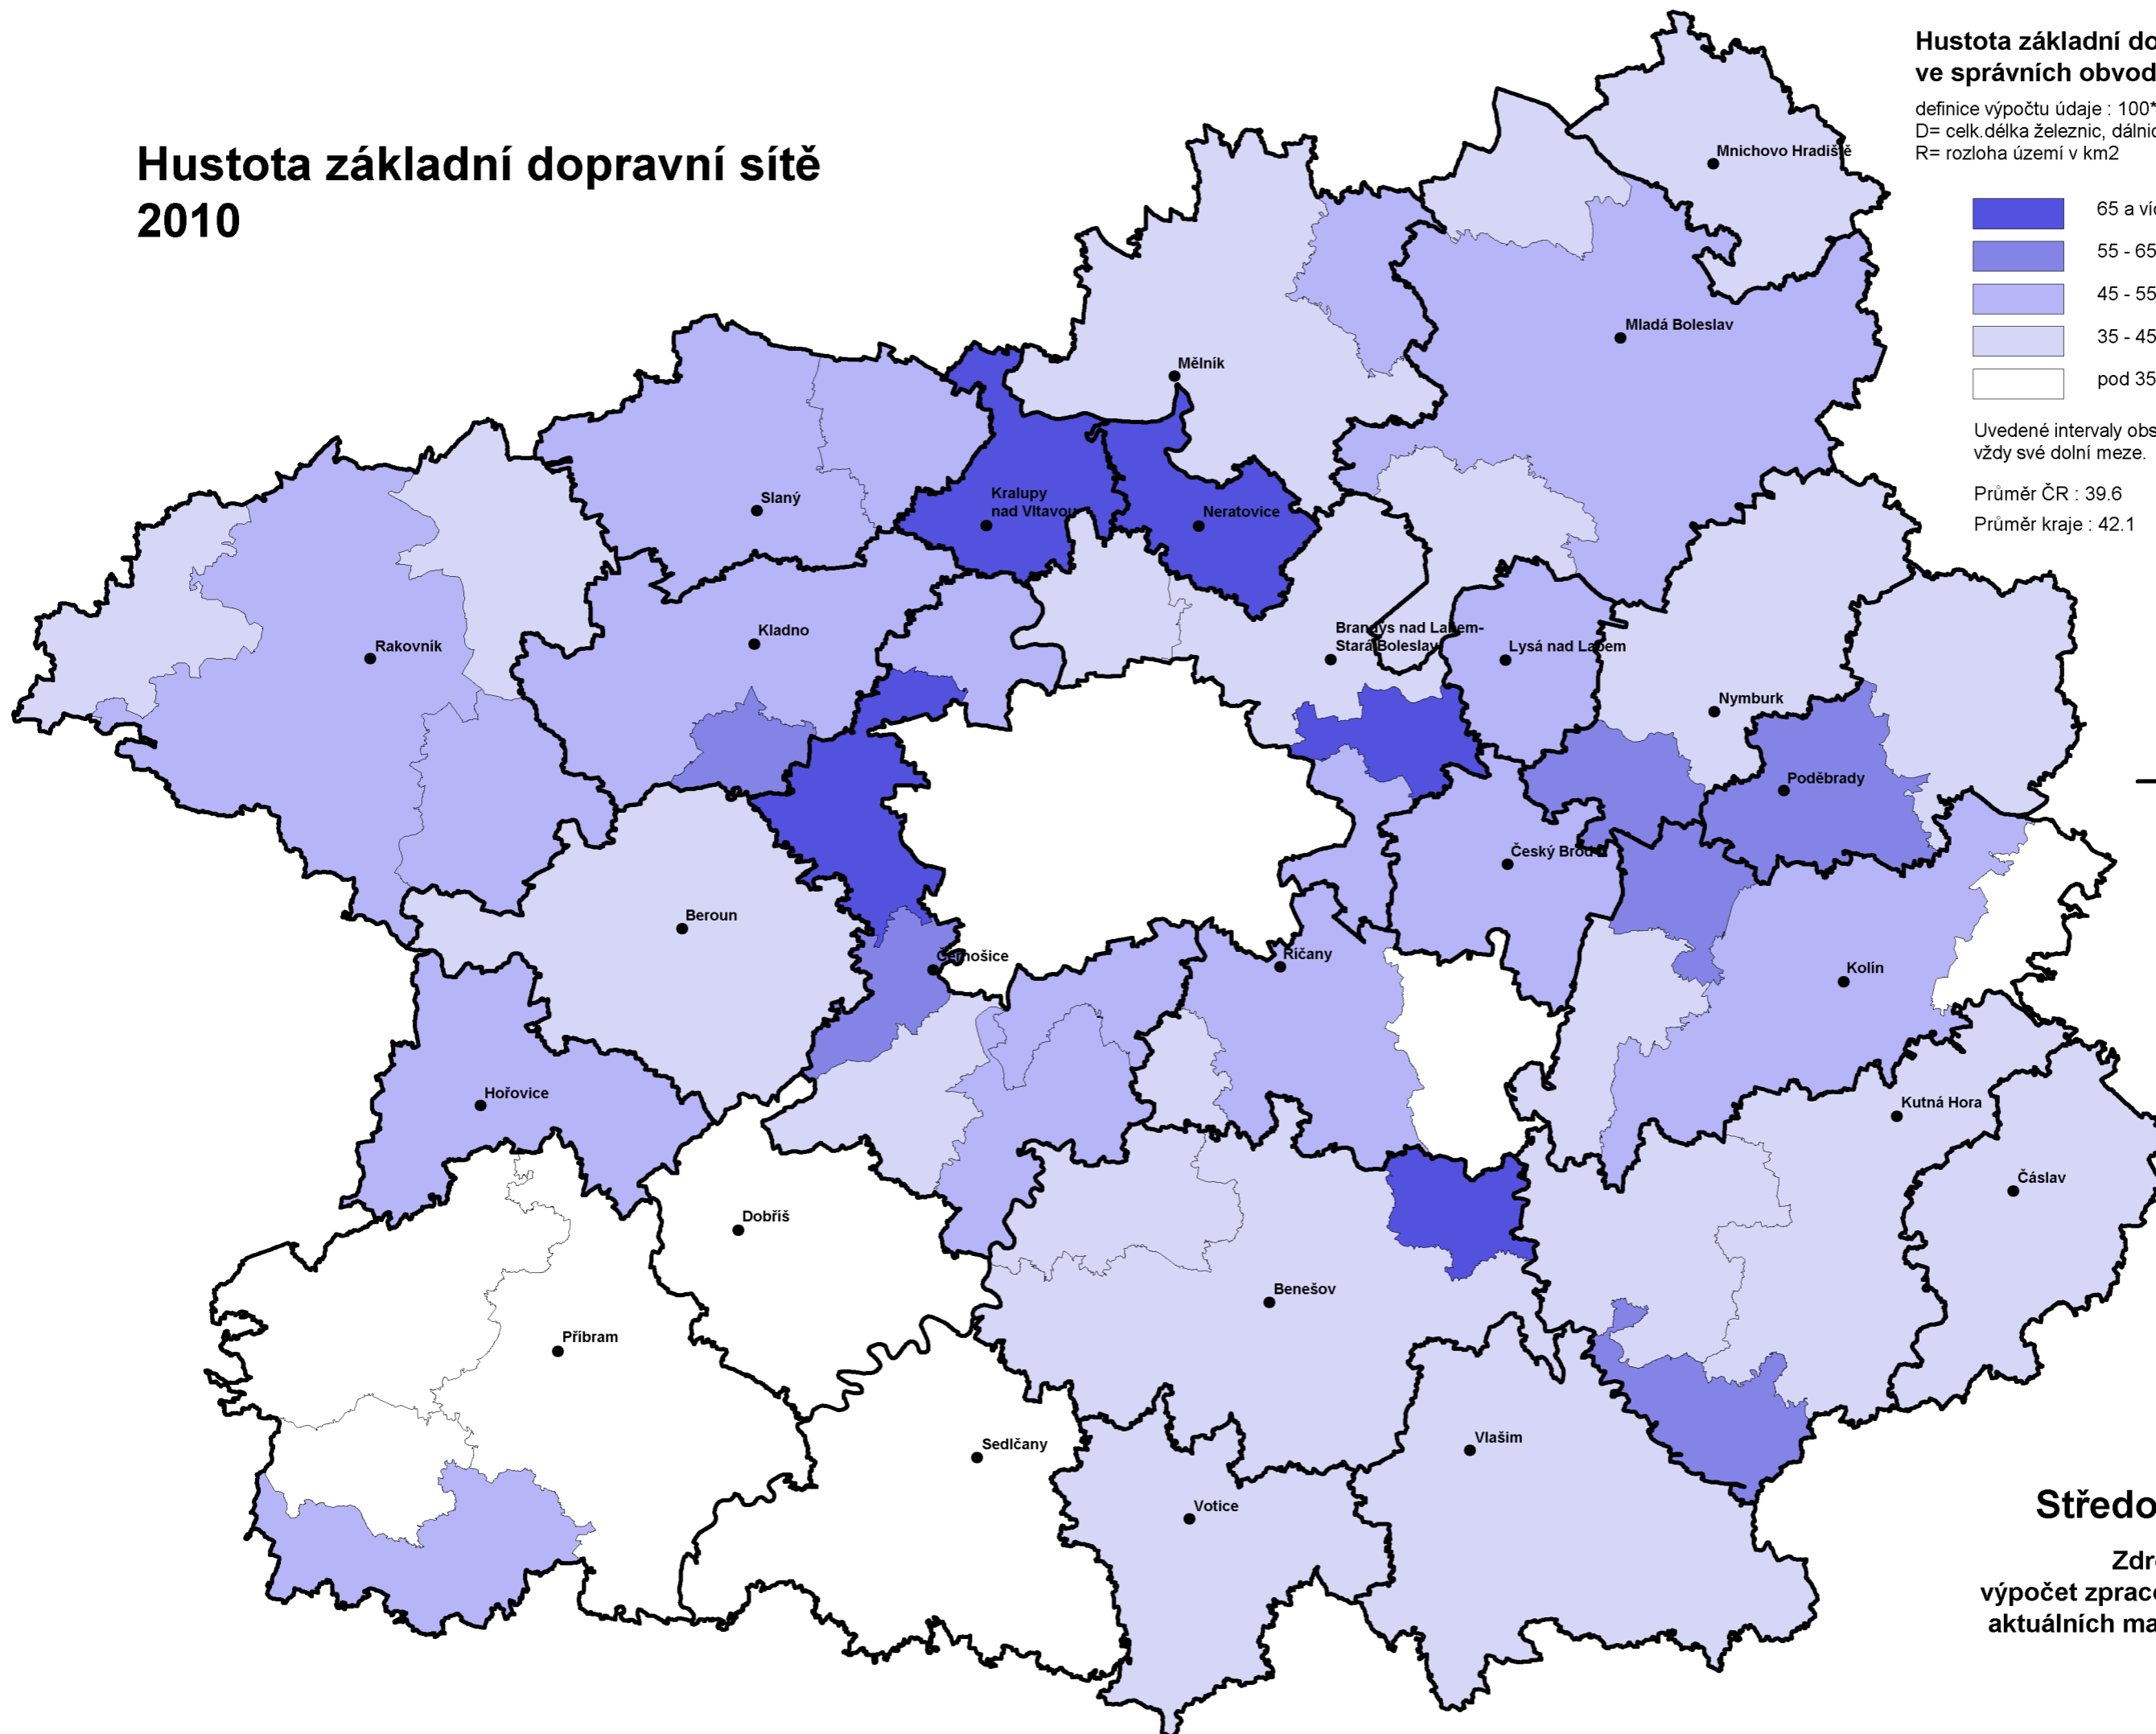 Hustota základní dopravní sítě
2010
Hustota základní do
ve správních obvod
definice výpočtu údaje : 100*
D= celk.délka železnic, dálnic
R= rozloha území v km2
65 a víc
55 - 65
45 - 55
35 - 45
pod 35
Uvedené intervaly obs
vždy své dolní meze.
Průměr ČR : 39.6
Průměr kraje : 42.1
Mnichovo Hradiště
Mladá Boleslav
Mělník
Slaný
Kralupy
nad Vltavou
Neratovice
Rakovník
Kladno
Brandýs nad Labem-
Stará Boleslav
Lysá nad Labem
Nymburk
Poděbrady
Český Brod
Beroun
Černošice
Říčany
Kolín
Hořovice
Kutná Hora
Čáslav
Dobříš
Benešov
Příbram
Sedlčany
Vlašim
Votice
Středo
Zdro
výpočet zpraco
aktuálních ma